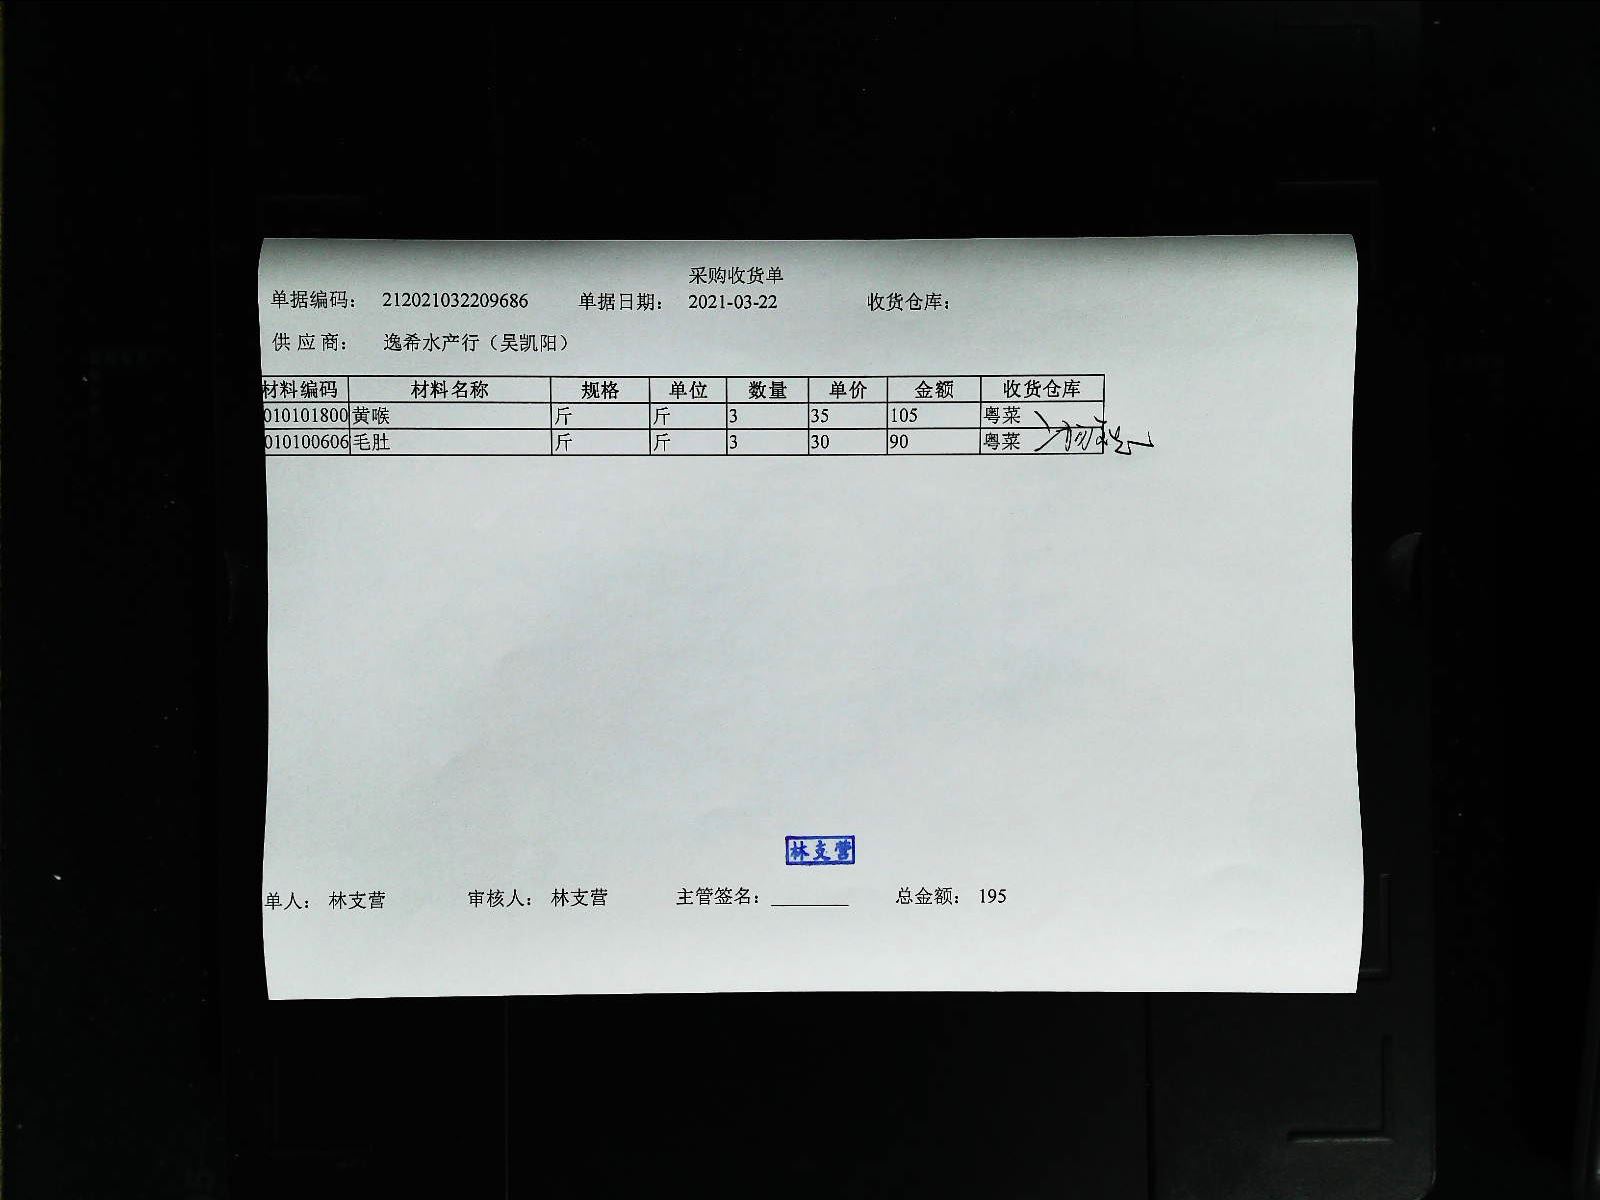 采购收货单
单据编码： 212021032209686 单据日期： 2021-03-22 收货仓库：
供 应 商： 逸希水产行（吴凯阳）
材料编码 材料名称 规格 单位 数量 单价 金额 收货仓库
010101800 黄喉 斤 斤 3 35 105 粤菜
010100606 毛肚 斤 斤 3 30 90 粤菜
林支营
单人： 林支营 审核人： 林支营 主管签名：________ 总金额： 195